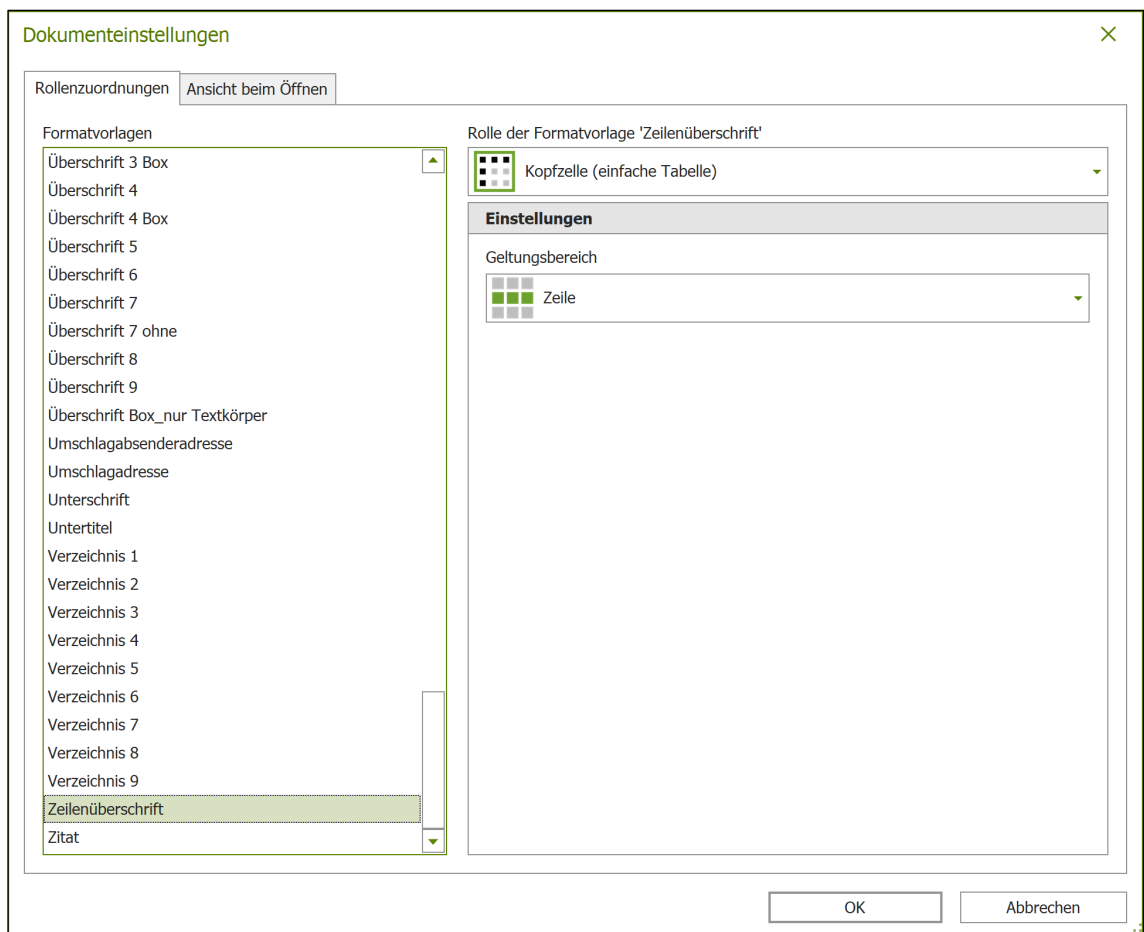 Dokumenteinstellungen
Rollenzuordnungen
Ansicht beim Öffnen
Formatvorlagen
Überschrift 3 Box
Überschrift 4
Überschrift 4 Box
Überschrift 5
Überschrift 6
Überschrift 7
Überschrift 7 ohne
Überschrift 8
Überschrift 9
Überschrift Box_nur Textkörper
Umschlagabsenderadresse
Umschlagadresse
Unterschrift
Untertitel
Verzeichnis 1
Verzeichnis 2
Verzeichnis 3
Verzeichnis 4
Verzeichnis 5
Verzeichnis 6
Verzeichnis 7
Verzeichnis 8
Verzeichnis 9
Zeilenüberschrift
Zitat
Rolle der Formatvorlage 'Zeilenüberschrift'
Kopfzelle (einfache Tabelle)
Einstellungen
Geltungsbereich
Zeile
OK
Abbrechen